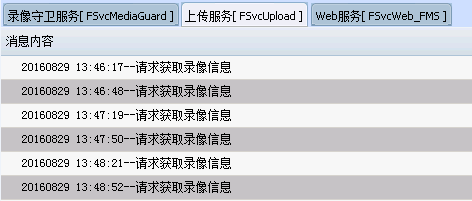 录像守卫服务[ FSvcMediaGuard ] 上传服务[ FSvcUpload ] Web服务[ FSvcWeb_FMS ]
消息内容
20160829 13:46:17--请求获取录像信息
20160829 13:46:48--请求获取录像信息
20160829 13:47:19--请求获取录像信息
20160829 13:47:50--请求获取录像信息
20160829 13:48:21--请求获取录像信息
20160829 13:48:52--请求获取录像信息